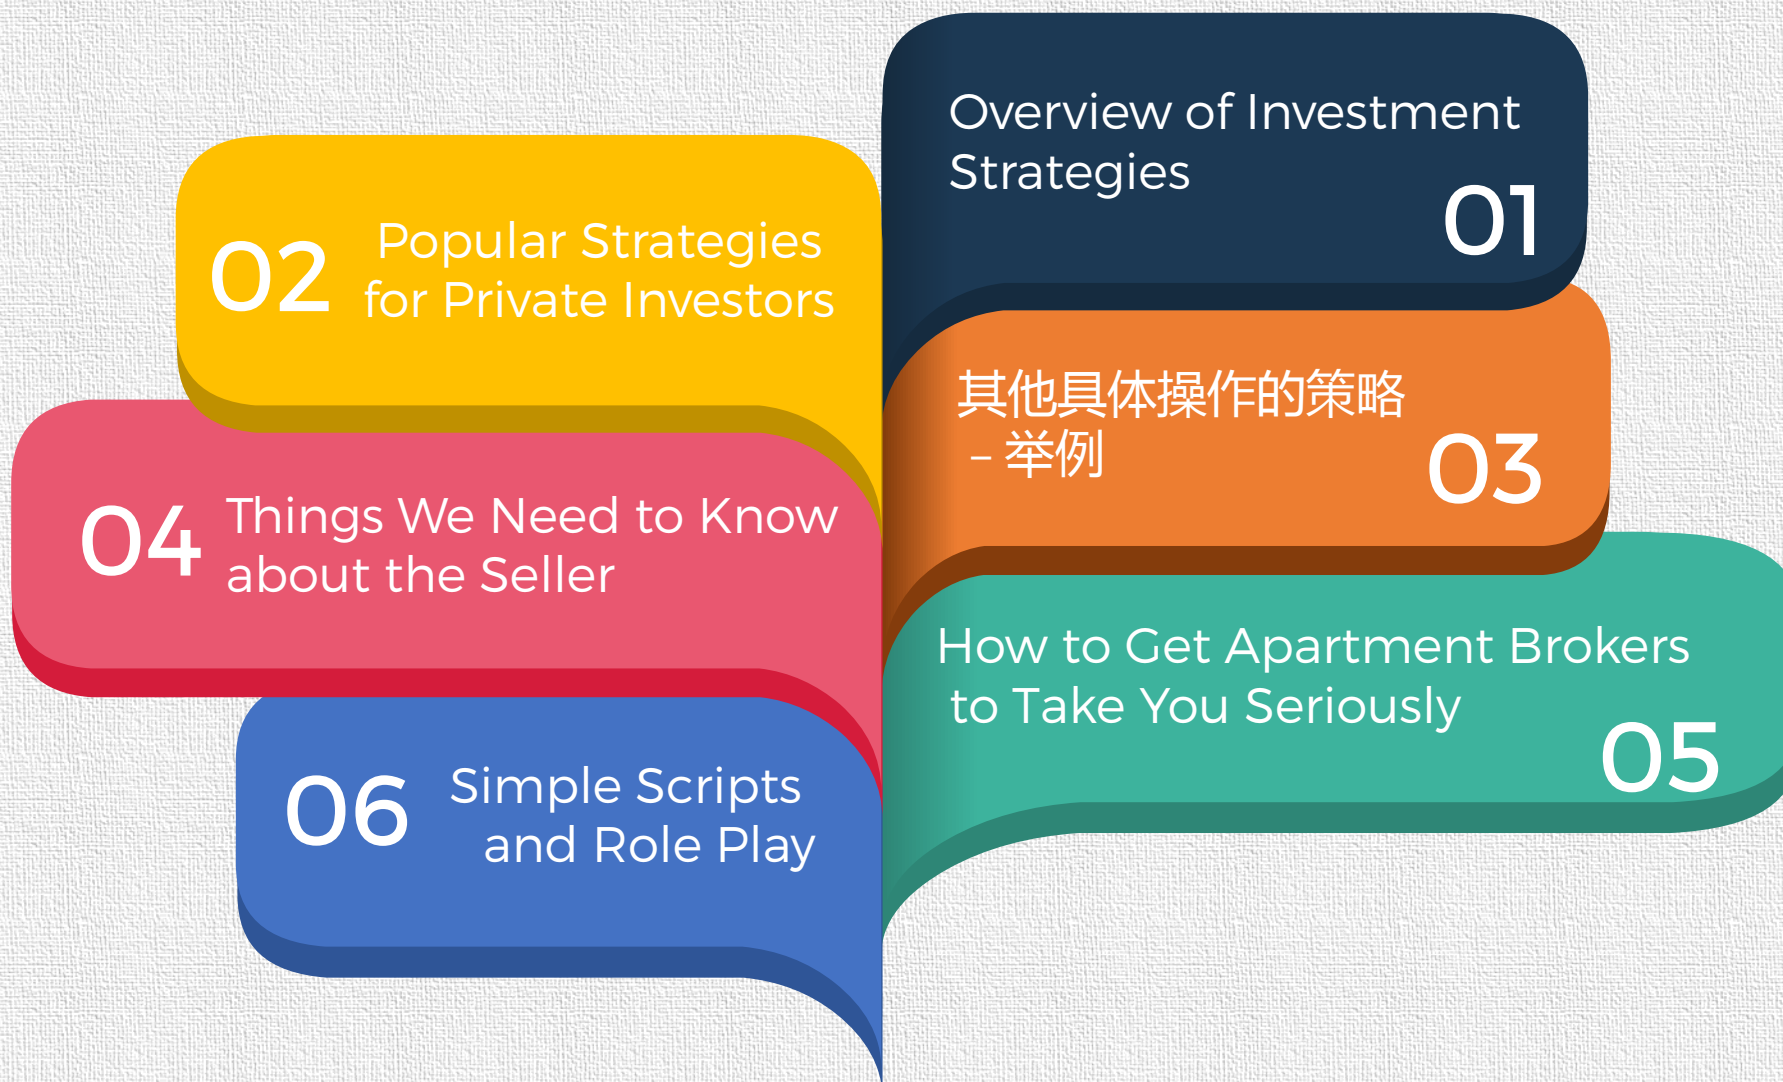 Overview of Investment
Strategies
01
02
Popular Strategies
for Private Investors
其他具体操作的策略
– 举例
03
04
Things We Need to Know
about the Seller
How to Get Apartment Brokers
to Take You Seriously
05
06
Simple Scripts
and Role Play